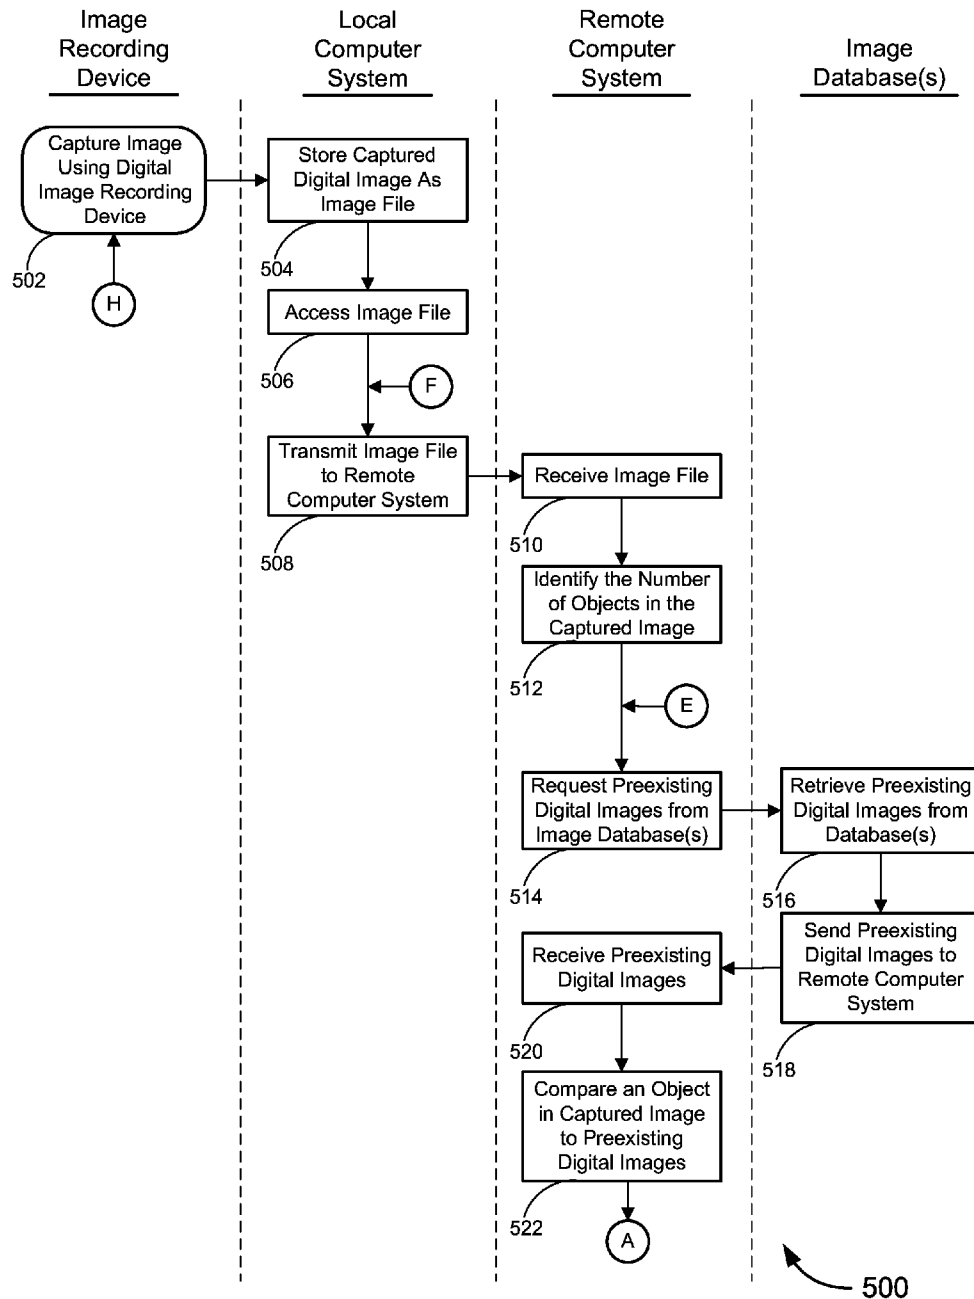 Image
Recording
Device
Local
Computer
System
Remote
Computer
System
Image
Database(s)
Capture Image
Using Digital
Image Recording
Device
502
H
Store Captured
Digital Image As
Image File
504
Access Image File
506
F
Transmit Image File
to Remote
Computer System
508
Receive Image File
510
Identify the Number
of Objects in the
Captured Image
512
E
Request Preexisting
Digital Images from
Image Database(s)
514
Retrieve Preexisting
Digital Images from
Database(s)
516
Send Preexisting
Digital Images to
Remote Computer
System
518
Receive Preexisting
Digital Images
520
Compare an Object
in Captured Image
to Preexisting
Digital Images
522
A
500